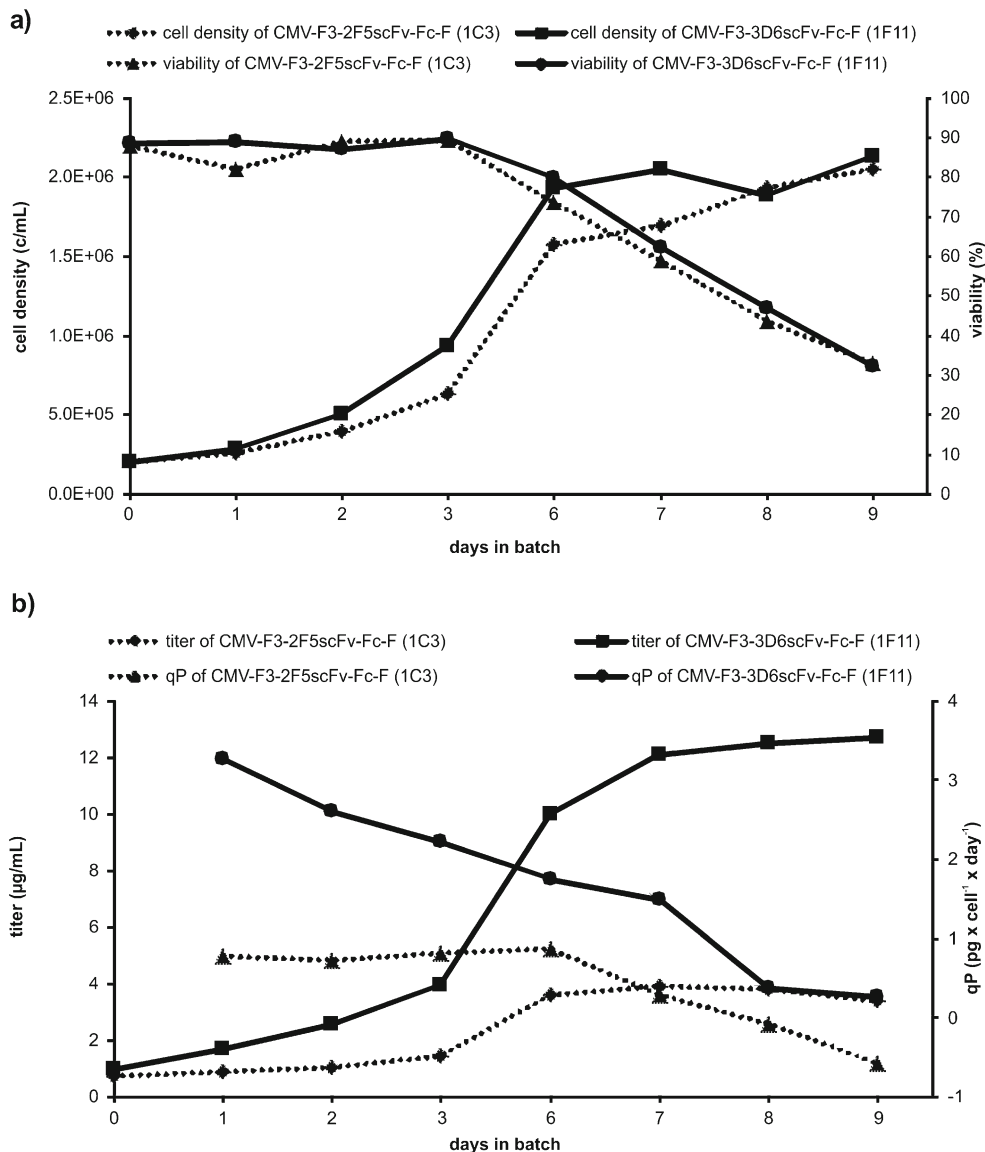 a)
cell density of CMV-F3-2F5scFv-Fc-F (1C3) cell density of CMV-F3-3D6scFv-Fc-F (1F11)
viability of CMV-F3-2F5scFv-Fc-F (1C3) viability of CMV-F3-3D6scFv-Fc-F (1F11)
2.5E+06 100
90
2.0E+06 80
70
1.5E+06 60
50
1.0E+06 40
30
5.0E+05 20
10
0.0E+00 0
cell density (c/mL)
viability (%)
0 1 2 3 6 7 8 9
days in batch
b)
titer of CMV-F3-2F5scFv-Fc-F (1C3) titer of CMV-F3-3D6scFv-Fc-F (1F11)
qP of CMV-F3-2F5scFv-Fc-F (1C3) qP of CMV-F3-3D6scFv-Fc-F (1F11)
14 4
12 3
10
8 2
6
4 1
2 0
0 -1
titer (µg/mL)
qP (pg x cell⁻¹ x day⁻¹)
0 1 2 3 6 7 8 9
days in batch